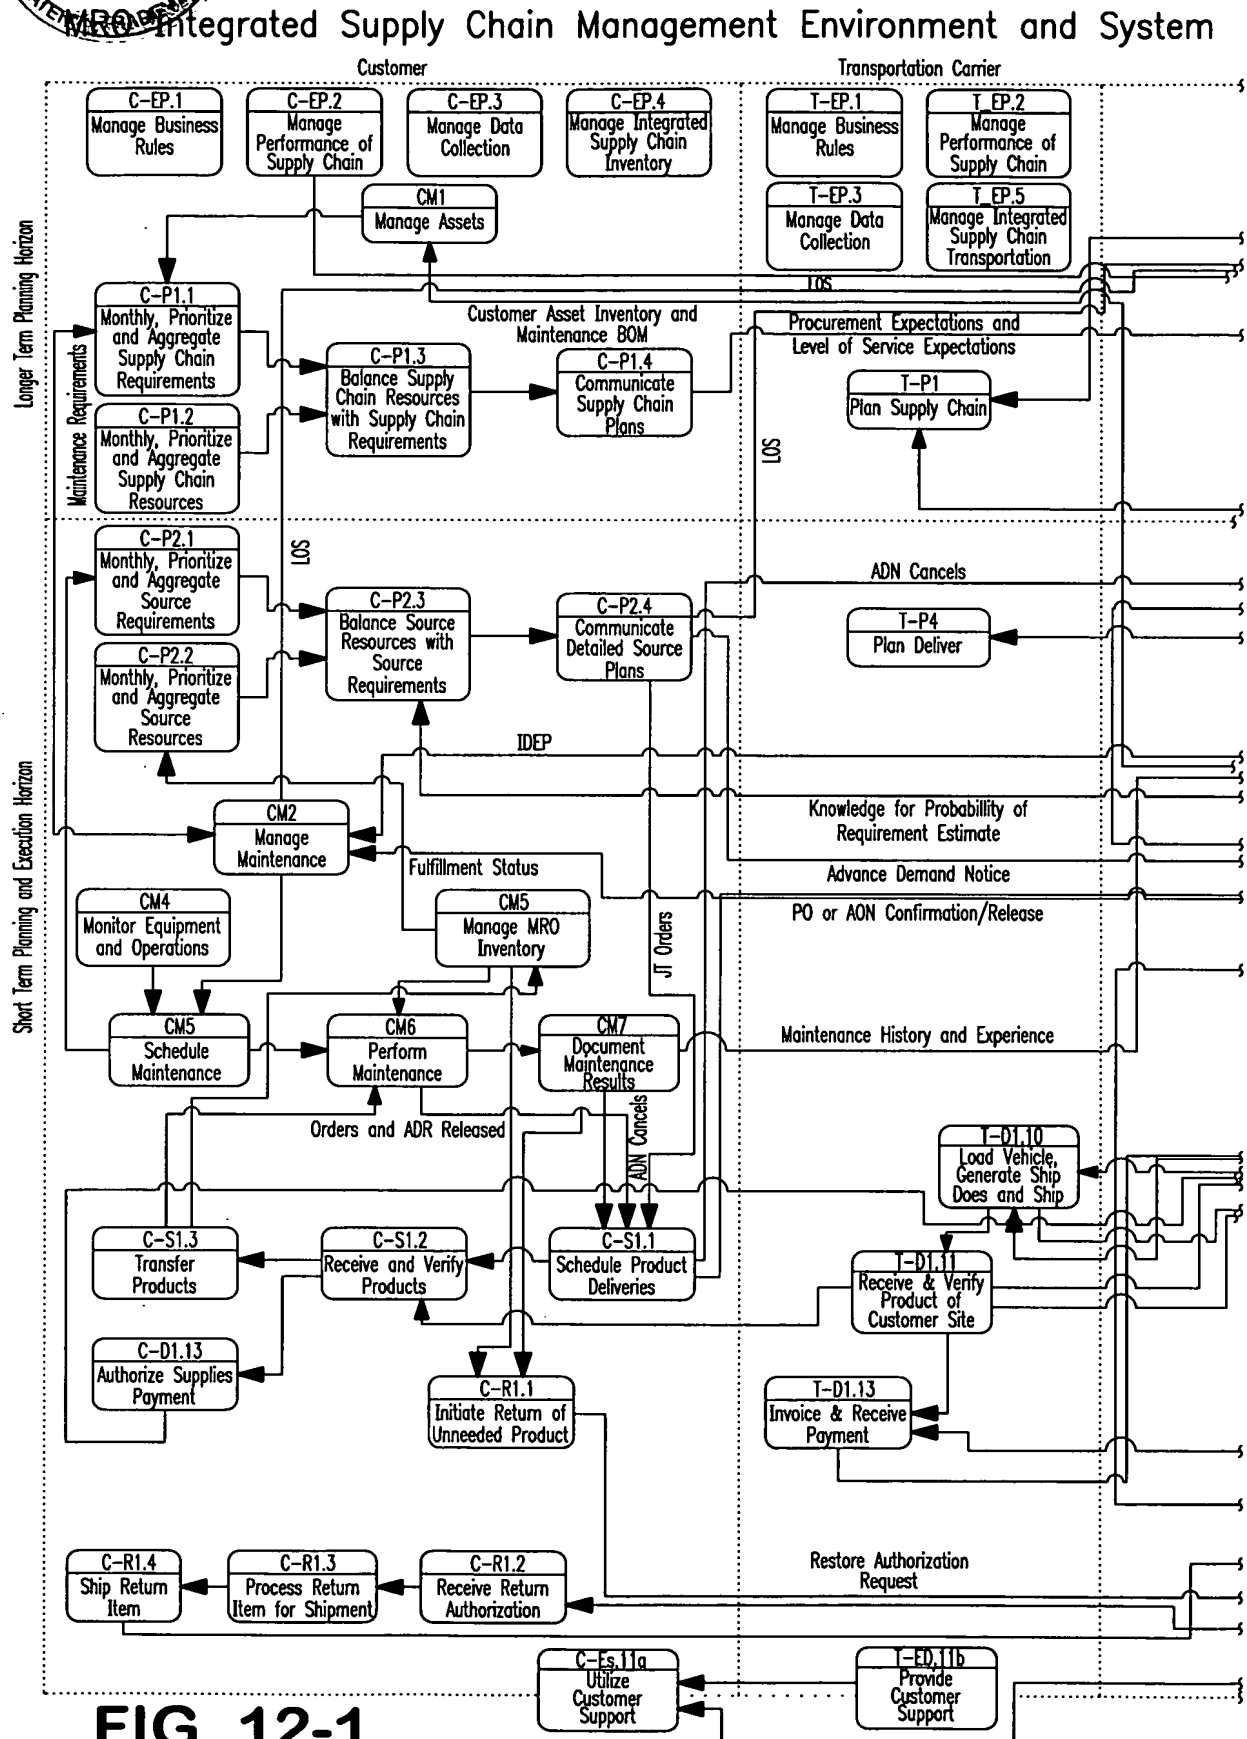 MRO Integrated Supply Chain Management Environment and System
Customer
Transportation Carrier
C-EP.1
Manage Business
Rules
C-EP.2
Manage
Performance of
Supply Chain
C-EP.3
Manage Data
Collection
C-EP.4
Manage Integrated
Supply Chain
Inventory
T-EP.1
Manage Business
Rules
T_EP.2
Manage
Performance of
Supply Chain
CM1
Manage Assets
T-EP.3
Manage Data
Collection
T_EP.5
Manage Integrated
Supply Chain
Transportation
Longer Term Planning Horizon
LOS
C-P1.1
Monthly, Prioritize
and Aggregate
Supply Chain
Requirements
Maintenance Requirements
Customer Asset Inventory and
Maintenance BOM
Procurement Expectations and
Level of Service Expectations
C-P1.3
Balance Supply
Chain Resources
with Supply Chain
Requirements
C-P1.4
Communicate
Supply Chain
Plans
T-P1
Plan Supply Chain
C-P1.2
Monthly, Prioritize
and Aggregate
Supply Chain
Resources
LOS
LOS
C-P2.1
Monthly, Prioritize
and Aggregate
Source
Requirements
ADN Cancels
C-P2.3
Balance Source
Resources with
Source
Requirements
C-P2.4
Communicate
Detailed Source
Plans
T-P4
Plan Deliver
C-P2.2
Monthly, Prioritize
and Aggregate
Source
Resources
IDEP
Short Term Planning and Execution Horizon
CM2
Manage
Maintenance
Knowledge for Probability of
Requirement Estimate
Fulfillment Status
Advance Demand Notice
CM4
Monitor Equipment
and Operations
CM5
Manage MRO
Inventory
JT Orders
PO or AON Confirmation/Release
CM5
Schedule
Maintenance
CM6
Perform
Maintenance
CM7
Document
Maintenance
Results
Maintenance History and Experience
Orders and ADR Released
ADN Cancels
T-D1.10
Load Vehicle,
Generate Ship
Does and Ship
C-S1.3
Transfer
Products
C-S1.2
Receive and Verify
Products
C-S1.1
Schedule Product
Deliveries
T-D1.11
Receive & Verify
Product of
Customer Site
C-D1.13
Authorize Supplies
Payment
C-R1.1
Initiate Return of
Unneeded Product
T-D1.13
Invoice & Receive
Payment
C-R1.4
Ship Return
Item
C-R1.3
Process Return
Item for Shipment
C-R1.2
Receive Return
Authorization
Restore Authorization
Request
C-Es.11a
Utilize
Customer
Support
T-ED.11b
Provide
Customer
Support
FIG. 12-1